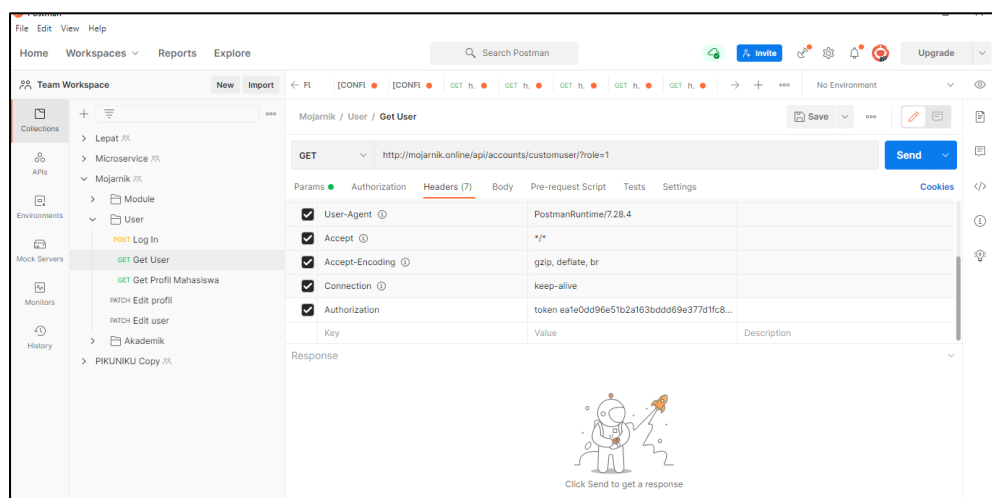 File Edit View Help
Home Workspaces Reports Explore Search Postman Invite Upgrade
Team Workspace New Import FL [CONFL [CONFL GET h. GET h. GET h. GET h. GET h. No Environment
Collections
APIs
Environments
Mock Servers
Monitors
History
Lepat
Microservice
Mojarnik
Module
User
POST Log In
GET Get User
GET Get Profil Mahasiswa
PATCH Edit profil
PATCH Edit user
Akademik
PIKUNIKU Copy
Mojarnik / User / Get User Save
GET http://mojarnik.online/api/accounts/customuser/?role=1 Send
Params Authorization Headers (7) Body Pre-request Script Tests Settings Cookies
User-Agent PostmanRuntime/7.28.4
Accept */*
Accept-Encoding gzip, deflate, br
Connection keep-alive
Authorization token ea1e0dd96e51b2a163bddd69e377d1fc8...
Key Value Description
Response
Click Send to get a response